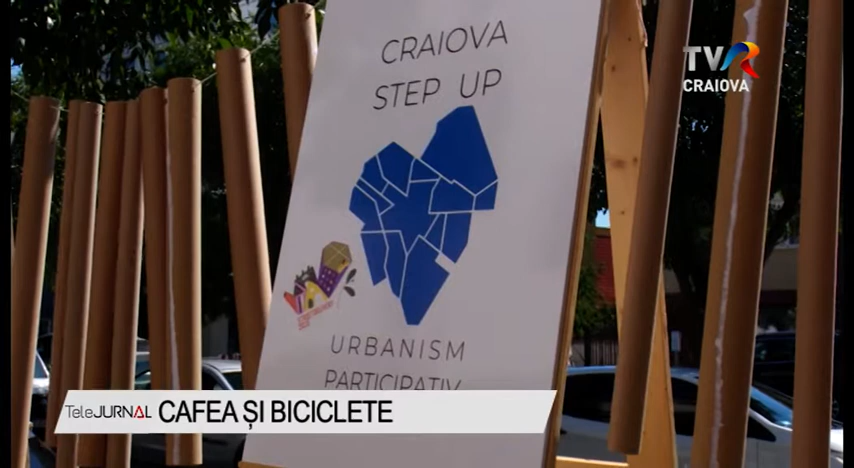 CRAIOVA
STEP UP
TVR
CRAIOVA
URBANISM
PARTICIPATIV
TeleJURNAL CAFEA ȘI BICICLETE